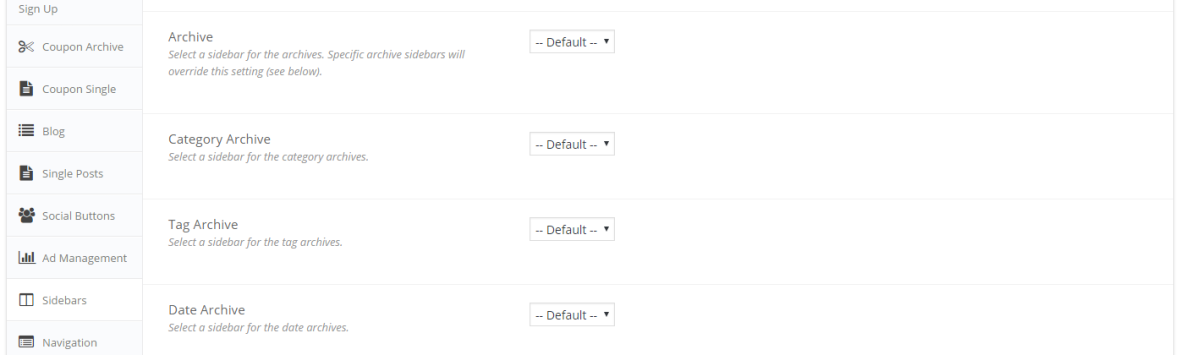 Sign Up
Coupon Archive
Coupon Single
Blog
Single Posts
Social Buttons
Ad Management
Sidebars
Navigation
Archive
Select a sidebar for the archives. Specific archive sidebars will
override this setting (see below).
-- Default --
Category Archive
Select a sidebar for the category archives.
-- Default --
Tag Archive
Select a sidebar for the tag archives.
-- Default --
Date Archive
Select a sidebar for the date archives.
-- Default --